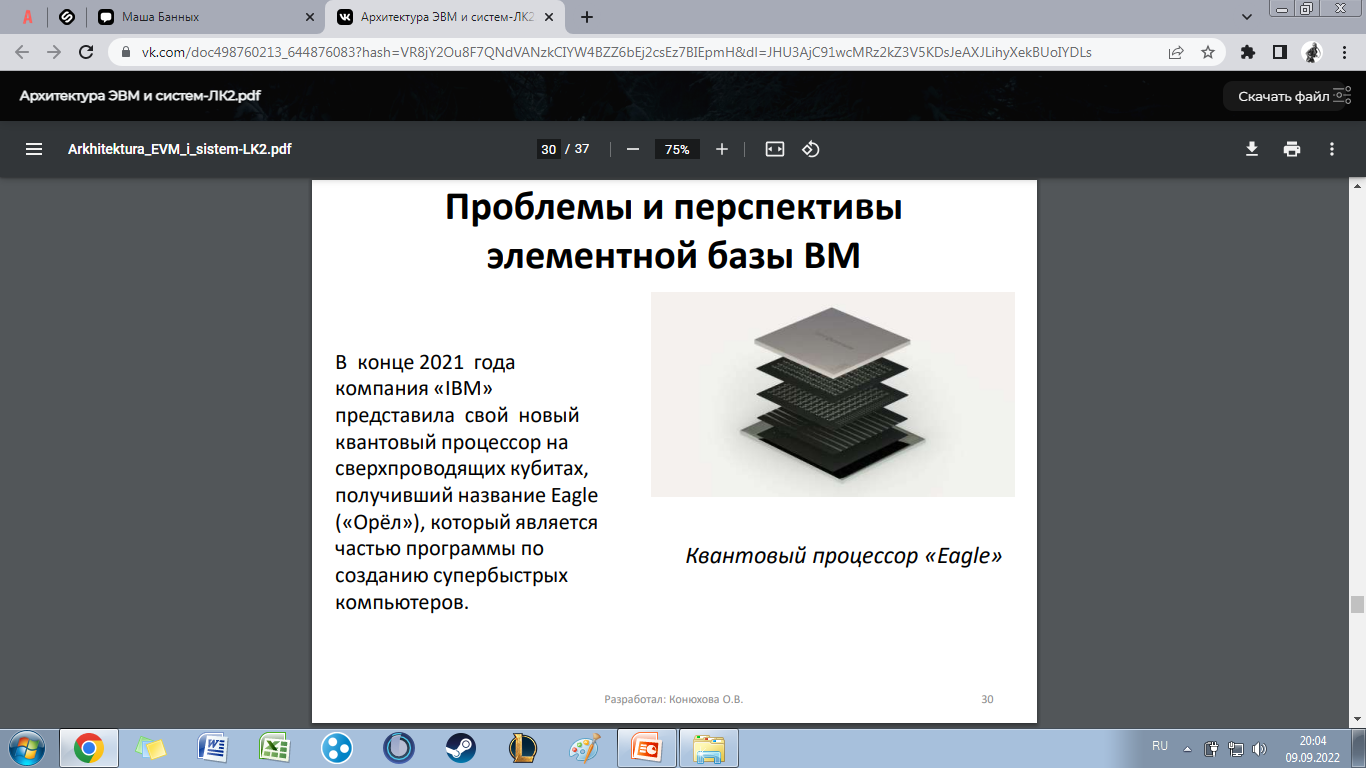 Маша Банных
Архитектура ЭВМ и систем-ЛК2
vk.com/doc498760213_644876083?hash=VR8jY2Ou8F7QNdVANzkCIYW4BZZ6bEj2csEz7BIEpmH&dl=JHU3AjC91wcMRz2kZ3V5KDsJeAXJLihyXekBUoIYDLs
Архитектура ЭВМ и систем-ЛК2.pdf
Скачать файл
Arkhitektura_EVM_i_sistem-LK2.pdf
30 / 37
75%
Проблемы и перспективы
элементной базы ВМ
В конце 2021 года
компания «IBM»
представила свой новый
квантовый процессор на
сверхпроводящих кубитах,
получивший название Eagle
(«Орёл»), который является
частью программы по
созданию супербыстрых
компьютеров.
Квантовый процессор «Eagle»
Разработал: Конюхова О.В.
30
RU
20:04
09.09.2022